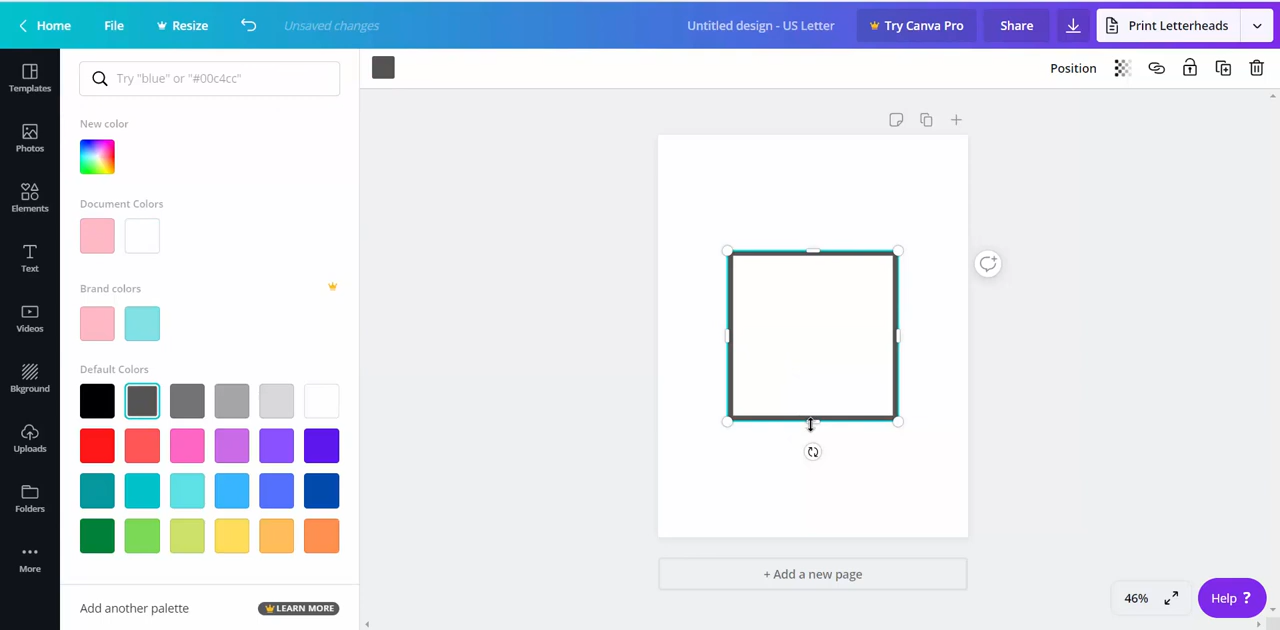 Home File Resize Unsaved changes Untitled design - US Letter Try Canva Pro Share Print Letterheads
Templates
Photos
Elements
Text
Videos
Bkground
Uploads
Folders
More
Try "blue" or "#00c4cc"
New color
Document Colors
Brand colors
Default Colors
Add another palette LEARN MORE
Position
+ Add a new page
46% Help ?